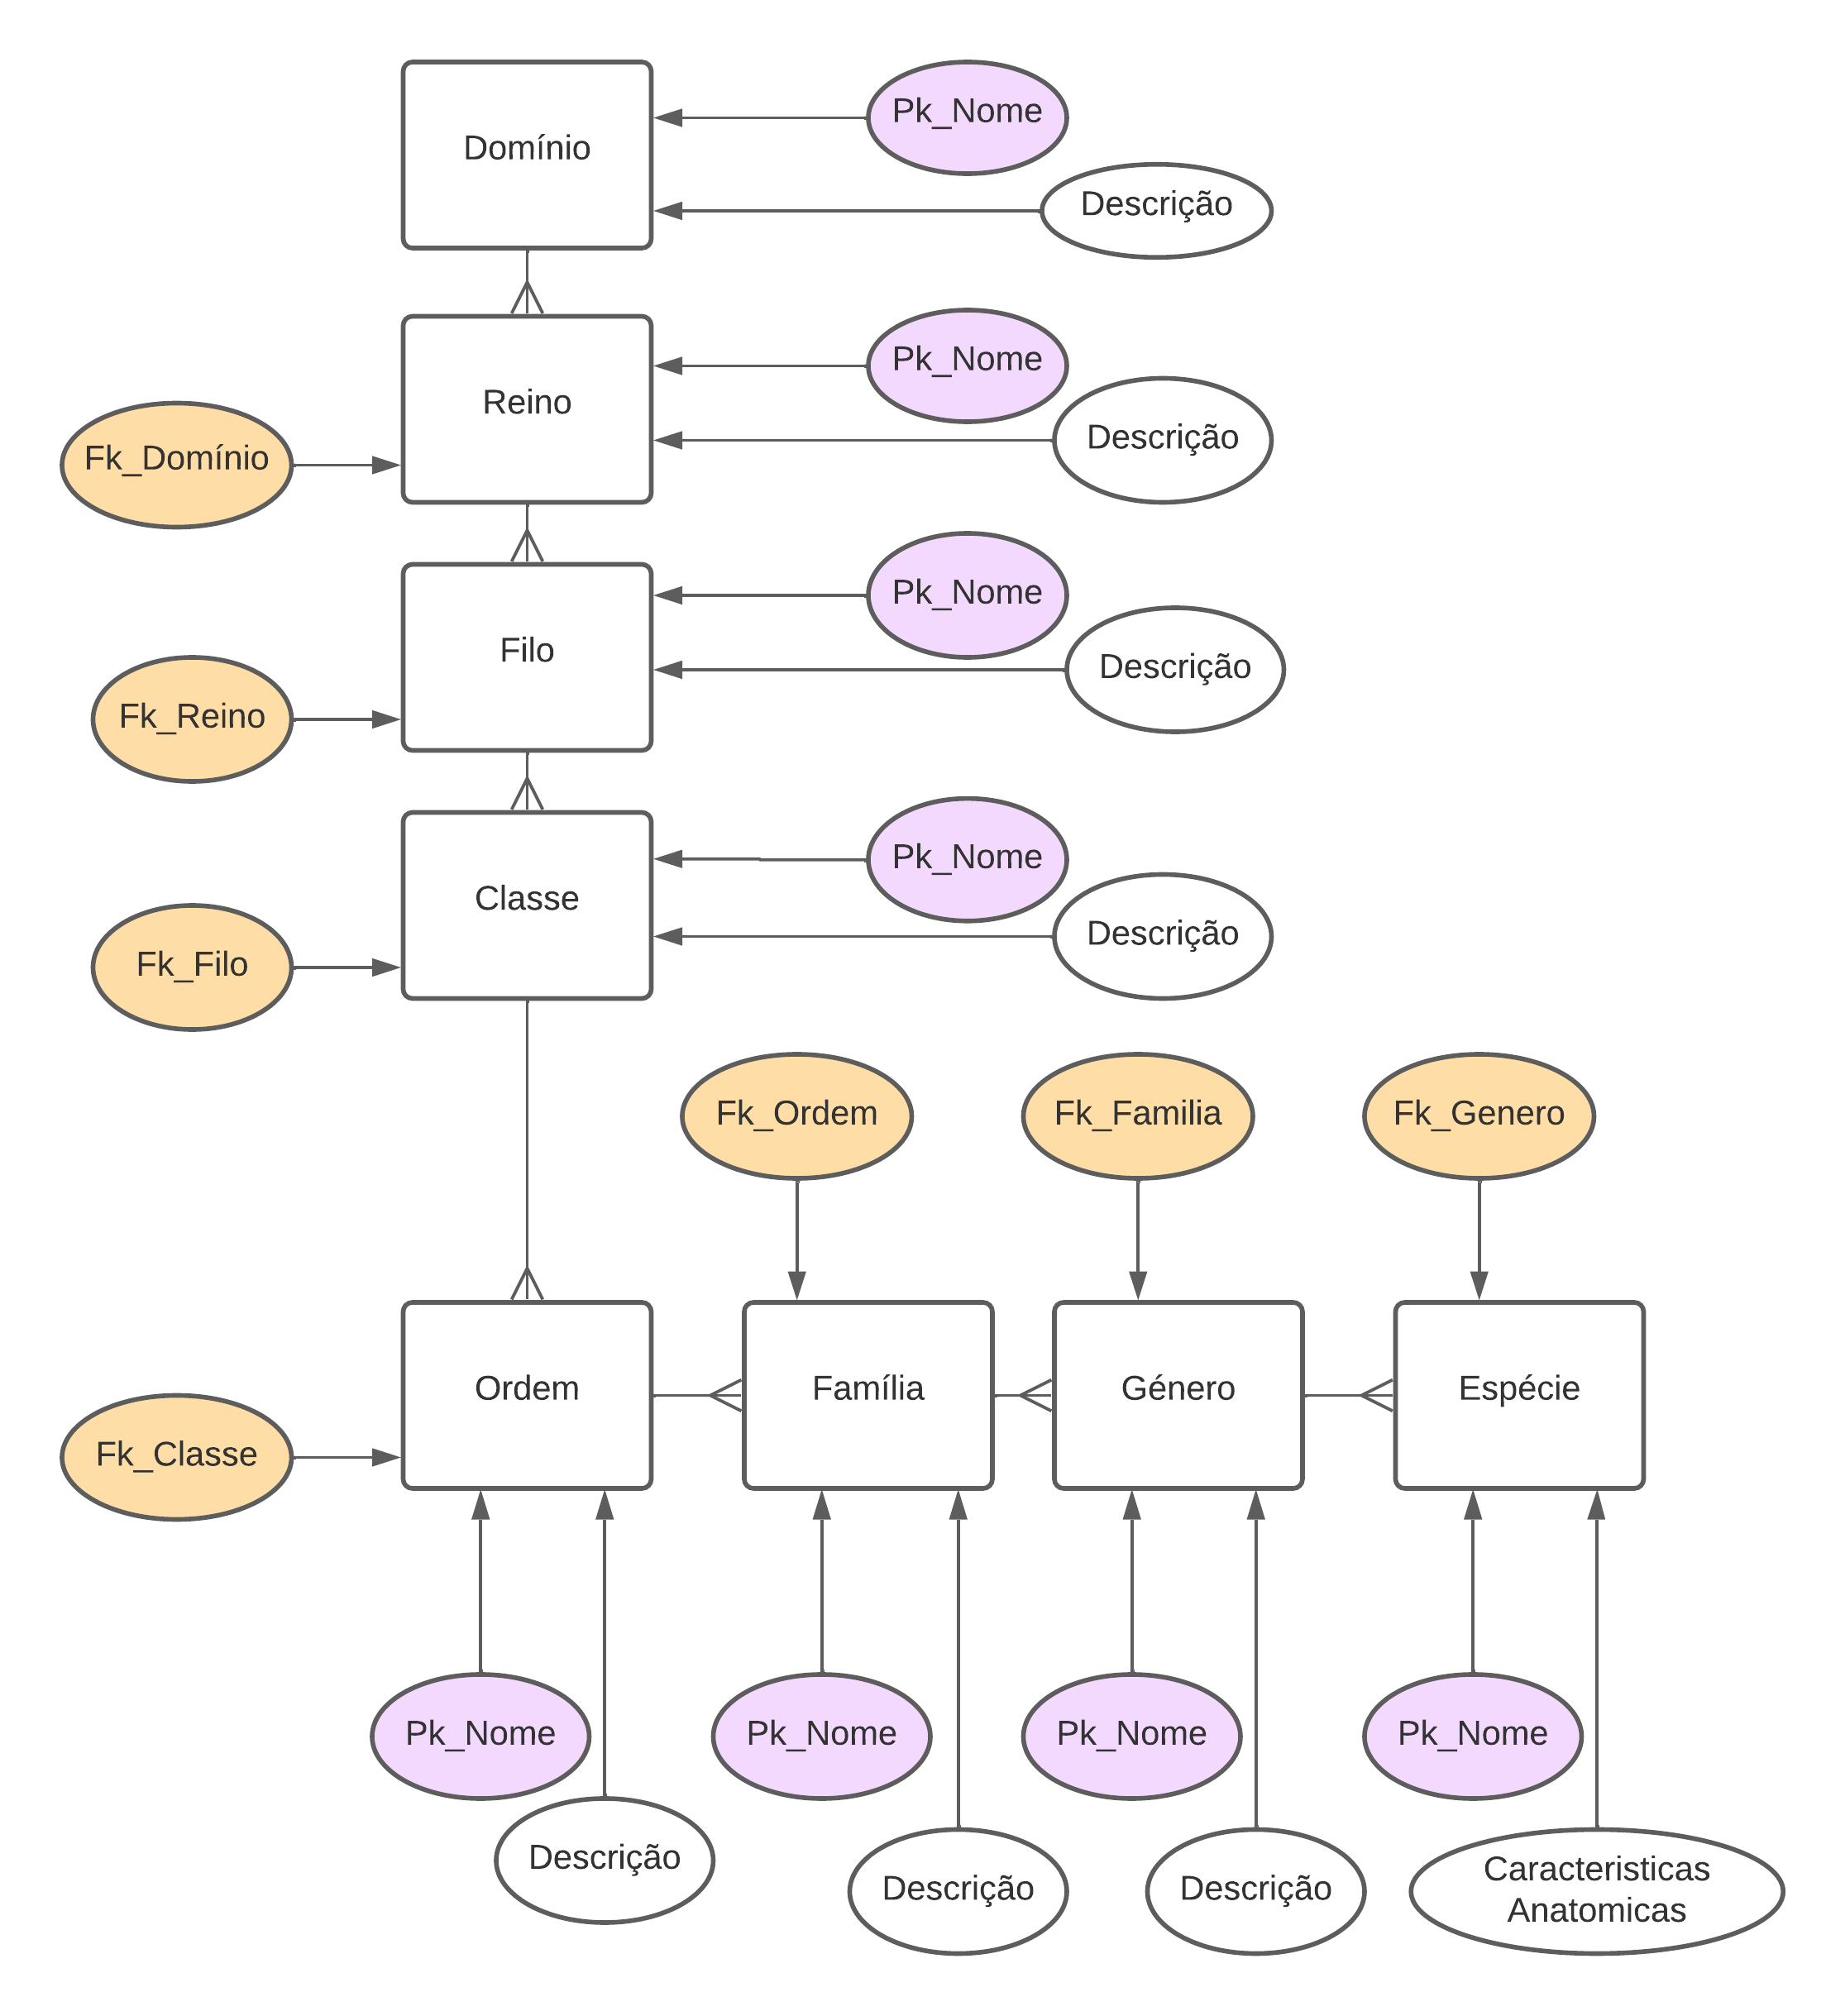 Domínio
Pk_Nome
Descrição
Reino
Pk_Nome
Descrição
Fk_Domínio
Filo
Pk_Nome
Descrição
Fk_Reino
Classe
Pk_Nome
Descrição
Fk_Filo
Fk_Ordem
Fk_Familia
Fk_Genero
Ordem
Família
Género
Espécie
Fk_Classe
Pk_Nome
Pk_Nome
Pk_Nome
Pk_Nome
Descrição
Descrição
Descrição
Caracteristicas
Anatomicas